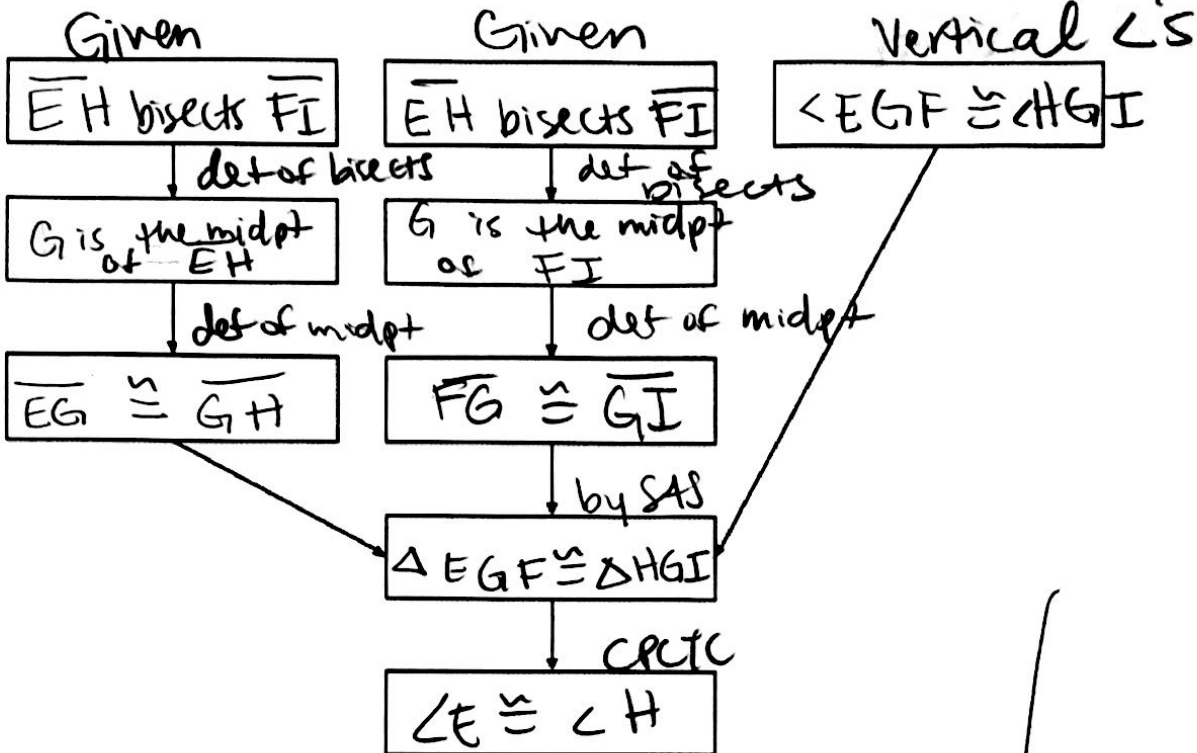 Given
Given
Vertical ∠'s
EH bisects FI
EH bisects FI
<EGF ≅ <HGI
def of bisects
def of
bisects
G is the midpt
of EH
G is the midpt
of FI
def of midpt
def of midpt
EG ≅ GH
FG ≅ GI
by SAS
Δ EGF ≅ ΔHGI
CPCTC
∠E ≅ ∠H